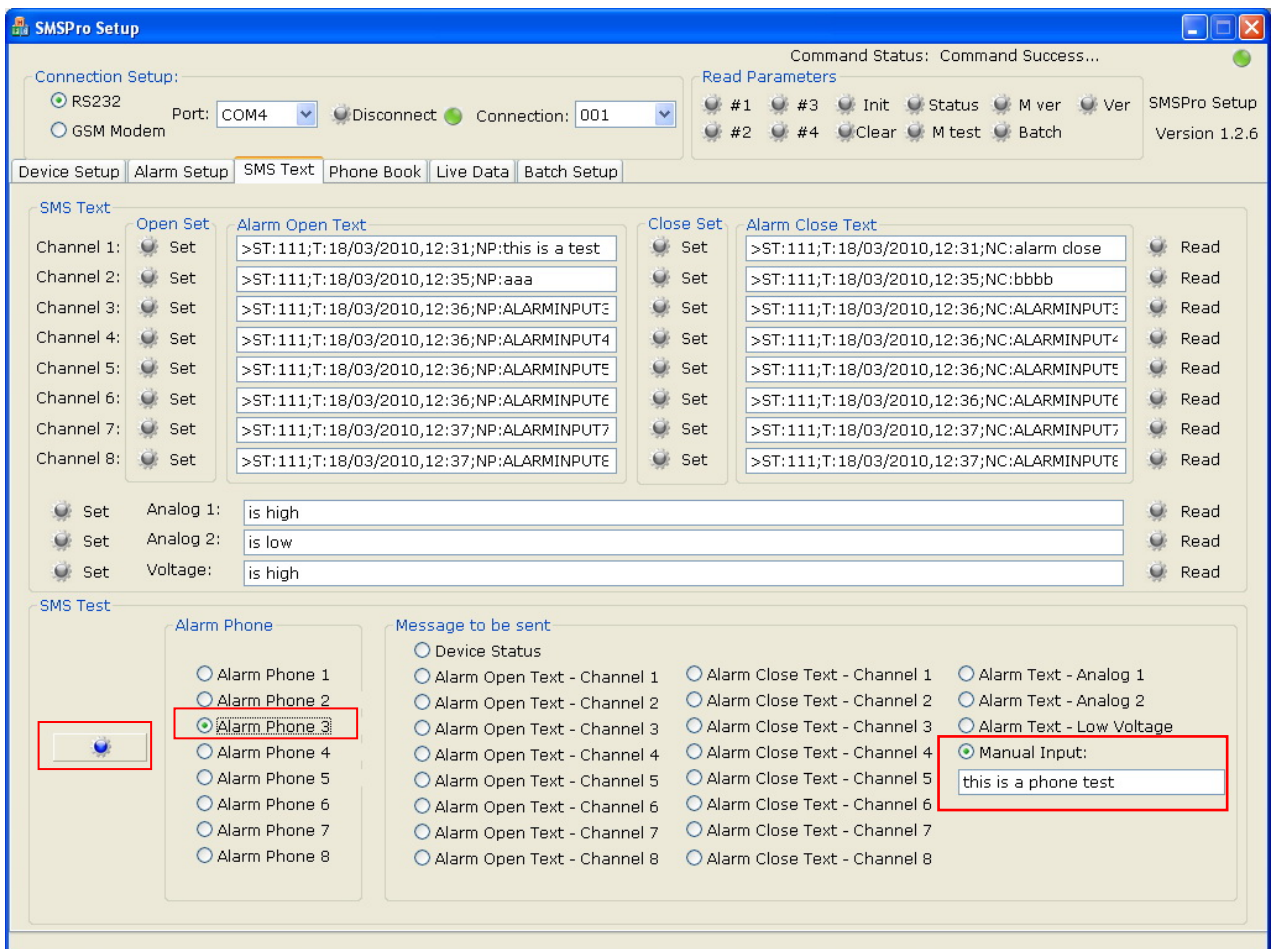 SMSPro Setup
Command Status: Command Success...
Connection Setup:
RS232
GSM Modem
Port: COM4
Disconnect
Connection: 001
Read Parameters
#1 #3 Init Status M ver Ver
#2 #4 Clear M test Batch
SMSPro Setup
Version 1.2.6
Device Setup Alarm Setup SMS Text Phone Book Live Data Batch Setup
SMS Text
Open Set Alarm Open Text Close Set Alarm Close Text
Channel 1: Set >ST:111;T:18/03/2010,12:31;NP:this is a test Set >ST:111;T:18/03/2010,12:31;NC:alarm close Read
Channel 2: Set >ST:111;T:18/03/2010,12:35;NP:aaa Set >ST:111;T:18/03/2010,12:35;NC:bbbb Read
Channel 3: Set >ST:111;T:18/03/2010,12:36;NP:ALARMINPUT3 Set >ST:111;T:18/03/2010,12:36;NC:ALARMINPUT3 Read
Channel 4: Set >ST:111;T:18/03/2010,12:36;NP:ALARMINPUT4 Set >ST:111;T:18/03/2010,12:36;NC:ALARMINPUT4 Read
Channel 5: Set >ST:111;T:18/03/2010,12:36;NP:ALARMINPUT5 Set >ST:111;T:18/03/2010,12:36;NC:ALARMINPUT5 Read
Channel 6: Set >ST:111;T:18/03/2010,12:36;NP:ALARMINPUT6 Set >ST:111;T:18/03/2010,12:36;NC:ALARMINPUT6 Read
Channel 7: Set >ST:111;T:18/03/2010,12:37;NP:ALARMINPUT7 Set >ST:111;T:18/03/2010,12:37;NC:ALARMINPUT7 Read
Channel 8: Set >ST:111;T:18/03/2010,12:37;NP:ALARMINPUT8 Set >ST:111;T:18/03/2010,12:37;NC:ALARMINPUT8 Read
Set Analog 1: is high Read
Set Analog 2: is low Read
Set Voltage: is high Read
SMS Test
Alarm Phone
Alarm Phone 1
Alarm Phone 2
Alarm Phone 3
Alarm Phone 4
Alarm Phone 5
Alarm Phone 6
Alarm Phone 7
Alarm Phone 8
Message to be sent
Device Status
Alarm Open Text - Channel 1
Alarm Open Text - Channel 2
Alarm Open Text - Channel 3
Alarm Open Text - Channel 4
Alarm Open Text - Channel 5
Alarm Open Text - Channel 6
Alarm Open Text - Channel 7
Alarm Open Text - Channel 8
Alarm Close Text - Channel 1
Alarm Close Text - Channel 2
Alarm Close Text - Channel 3
Alarm Close Text - Channel 4
Alarm Close Text - Channel 5
Alarm Close Text - Channel 6
Alarm Close Text - Channel 7
Alarm Close Text - Channel 8
Alarm Text - Analog 1
Alarm Text - Analog 2
Alarm Text - Low Voltage
Manual Input:
this is a phone test